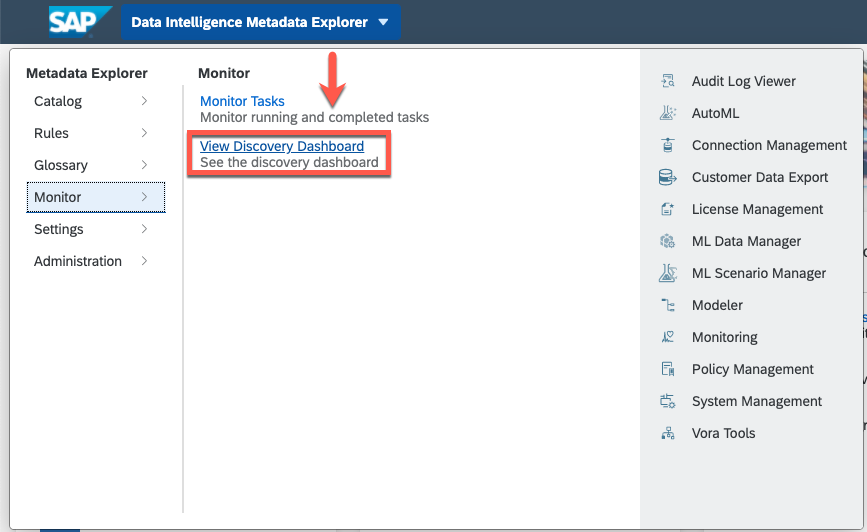 SAP
Data Intelligence Metadata Explorer
Metadata Explorer
Catalog
Rules
Glossary
Monitor
Settings
Administration
Monitor
Monitor Tasks
Monitor running and completed tasks
View Discovery Dashboard
See the discovery dashboard
Audit Log Viewer
AutoML
Connection Management
Customer Data Export
License Management
ML Data Manager
ML Scenario Manager
Modeler
Monitoring
Policy Management
System Management
Vora Tools